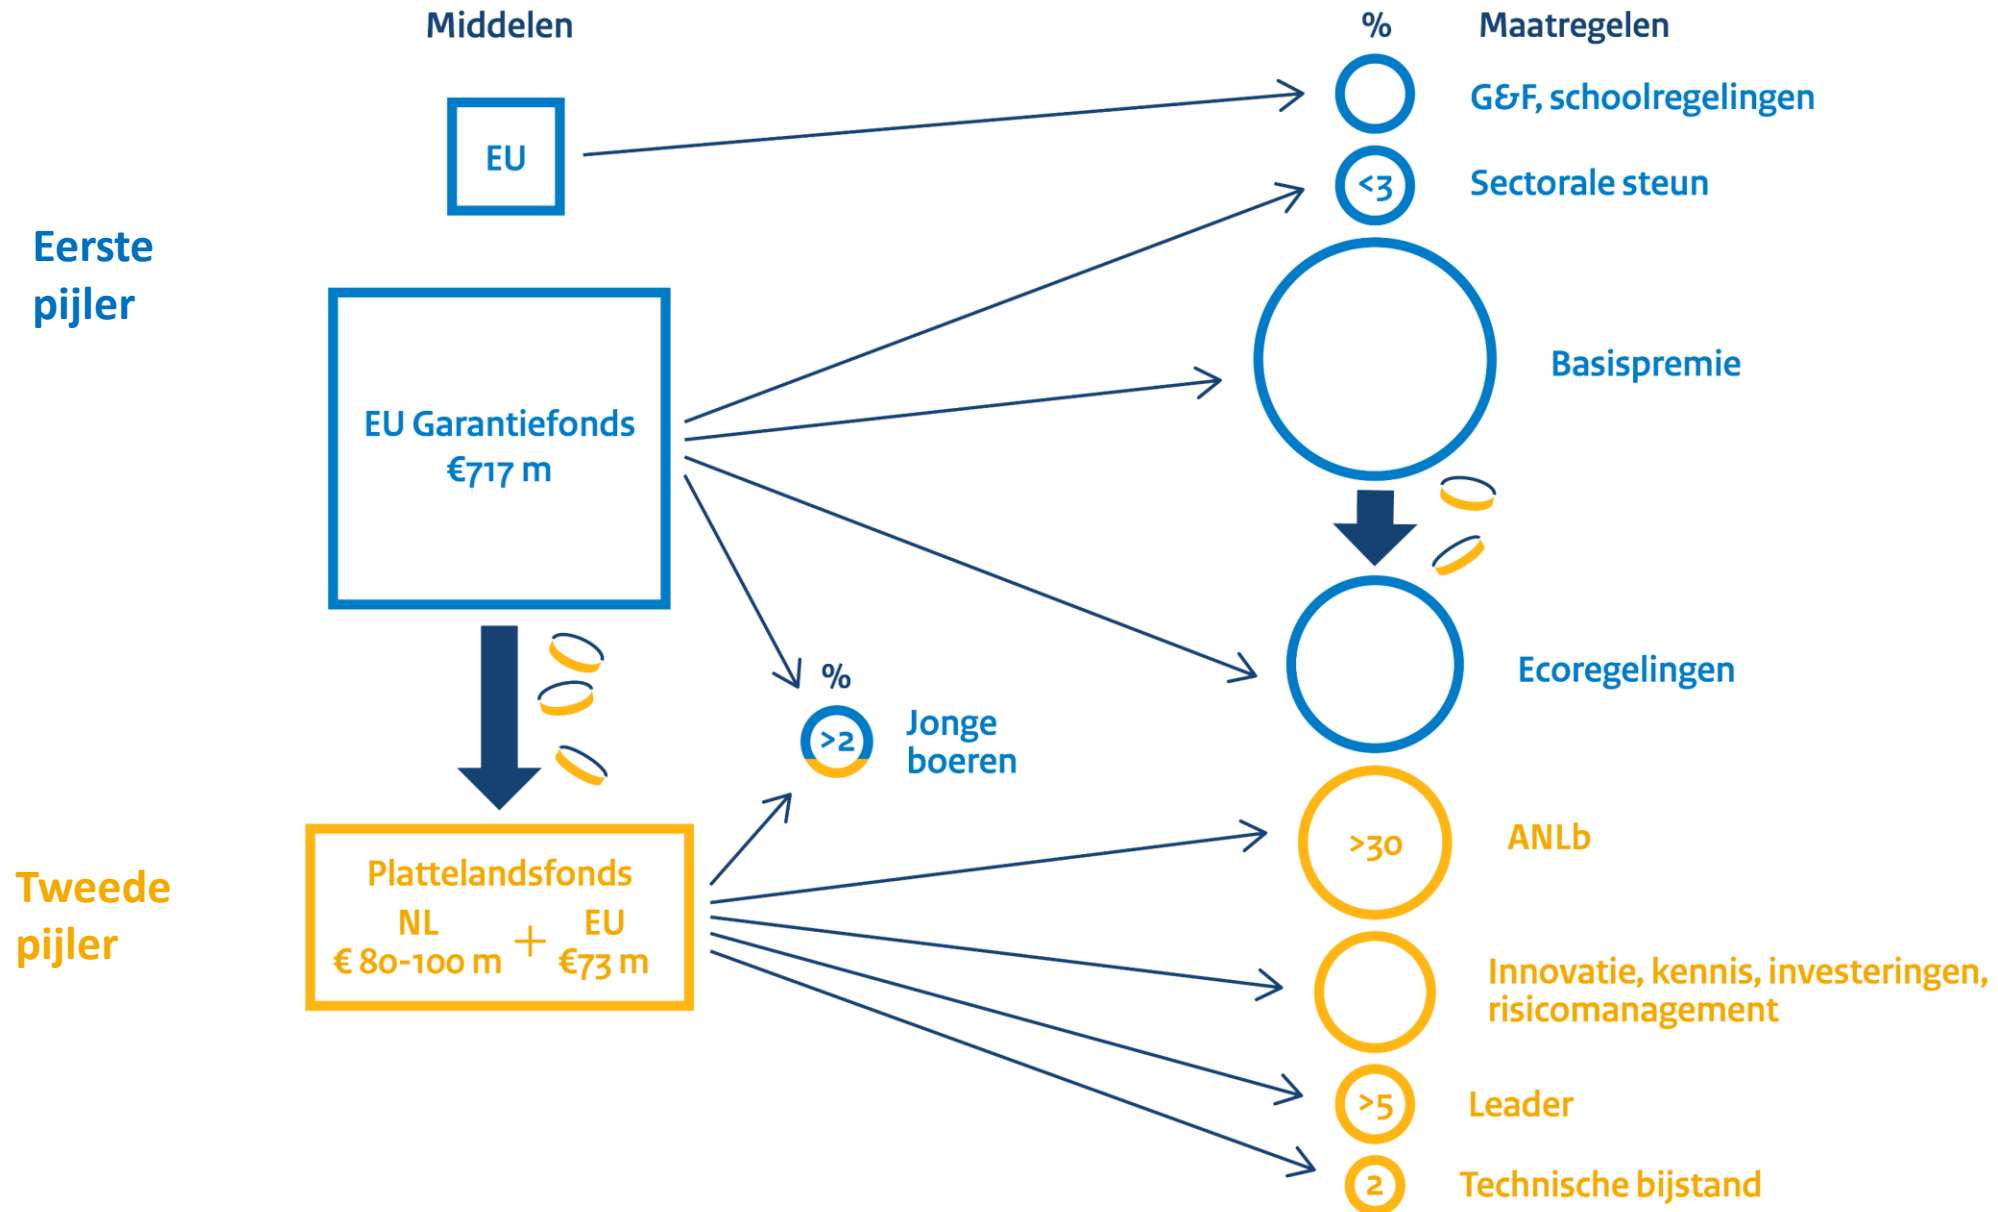 Middelen
%
Maatregelen
EU
G&F, schoolregelingen
<3
Sectorale steun
Eerste
pijler
Basispremie
EU Garantiefonds
€717 m
Ecoregelingen
%
>2
Jonge
boeren
>30
ANLb
Tweede
pijler
Plattelandsfonds
NL
€ 80-100 m
+
EU
€73 m
Innovatie, kennis, investeringen,
risicomanagement
>5
Leader
2
Technische bijstand